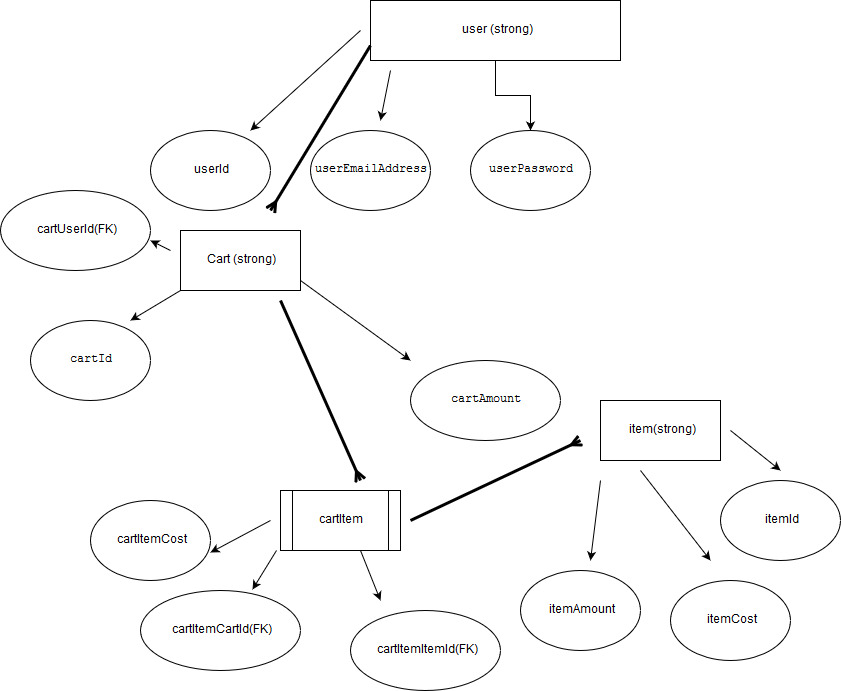 user (strong)
userId
userEmailAddress
userPassword
cartUserId(FK)
Cart (strong)
cartId
cartAmount
item(strong)
cartItem
itemId
cartItemCost
itemAmount
itemCost
cartItemCartId(FK)
cartItemItemId(FK)